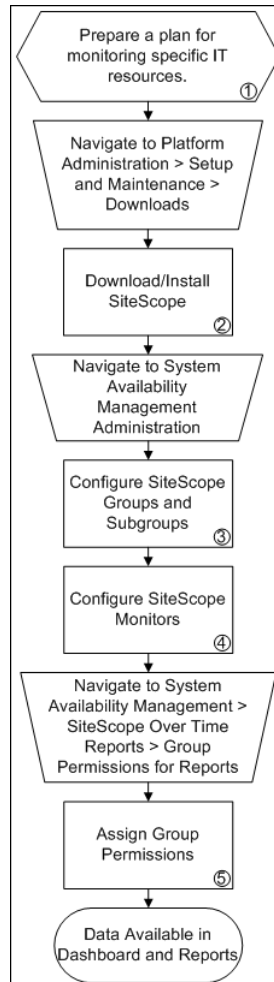 Prepare a plan for
monitoring specific IT
resources.
①
Navigate to Platform
Administration > Setup
and Maintenance >
Downloads
Download/Install
SiteScope
②
Navigate to System
Availability
Management
Administration
Configure SiteScope
Groups and
Subgroups
③
Configure SiteScope
Monitors
④
Navigate to System
Availability Management >
SiteScope Over Time
Reports > Group
Permissions for Reports
Assign Group
Permissions
⑤
Data Available in
Dashboard and Reports